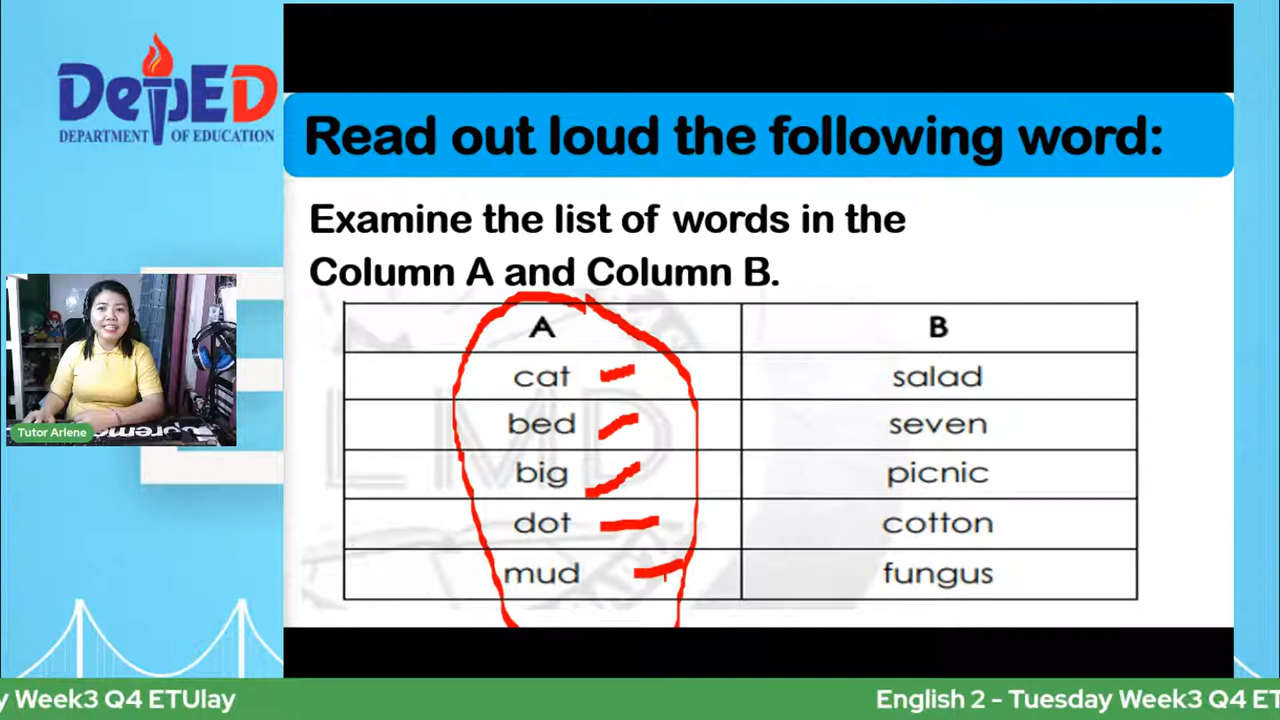 DepED
DEPARTMENT OF EDUCATION
Read out loud the following word:
Examine the list of words in the
Column A and Column B.
A B
cat salad
bed seven
big picnic
dot cotton
mud fungus
LMD
Tutor Arlene
y Week3 Q4 ETUlay
English 2 - Tuesday Week3 Q4 ET